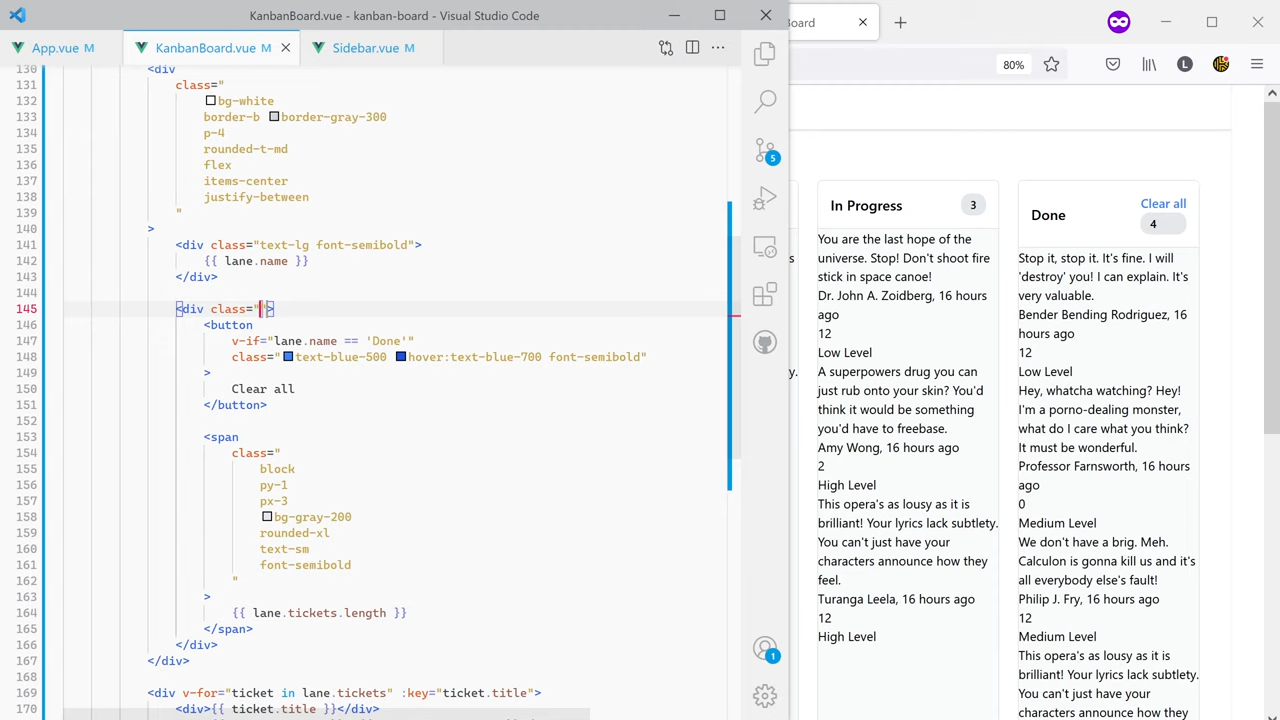 KanbanBoard.vue - kanban-board - Visual Studio Code
App.vue M
KanbanBoard.vue M
Sidebar.vue M
oard
80%
L
130 <div
131 class="
132 bg-white
133 border-b border-gray-300
134 p-4
135 rounded-t-md
136 flex
137 items-center
138 justify-between
139 "
140 >
141 <div class="text-lg font-semibold">
142 {{ lane.name }}
143 </div>
144
145 <div class="">
146 <button
147 v-if="lane.name == 'Done'"
148 class="text-blue-500 hover:text-blue-700 font-semibold"
149 >
150 Clear all
151 </button>
152
153 <span
154 class="
155 block
156 py-1
157 px-3
158 bg-gray-200
159 rounded-xl
160 text-sm
161 font-semibold
162 "
163 >
164 {{ lane.tickets.length }}
165 </span>
166 </div>
167 </div>
168
169 <div v-for="ticket in lane.tickets" :key="ticket.title">
170 <div>{{ ticket.title }}</div>
5
1
In Progress
3
You are the last hope of the
universe. Stop! Don't shoot fire
stick in space canoe!
Dr. John A. Zoidberg, 16 hours
ago
12
Low Level
A superpowers drug you can
just rub onto your skin? You'd
think it would be something
you'd have to freebase.
Amy Wong, 16 hours ago
2
High Level
This opera's as lousy as it is
brilliant! Your lyrics lack subtlety.
You can't just have your
characters announce how they
feel.
Turanga Leela, 16 hours ago
12
High Level
Done
Clear all
4
Stop it, stop it. It's fine. I will
'destroy' you! I can explain. It's
very valuable.
Bender Bending Rodriguez, 16
hours ago
12
Low Level
Hey, whatcha watching? Hey!
I'm a porno-dealing monster,
what do I care what you think?
It must be wonderful.
Professor Farnsworth, 16 hours
ago
0
Medium Level
We don't have a brig. Meh.
Calculon is gonna kill us and it's
all everybody else's fault!
Philip J. Fry, 16 hours ago
12
Medium Level
This opera's as lousy as it is
brilliant! Your lyrics lack subtlety.
You can't just have your
characters announce how they